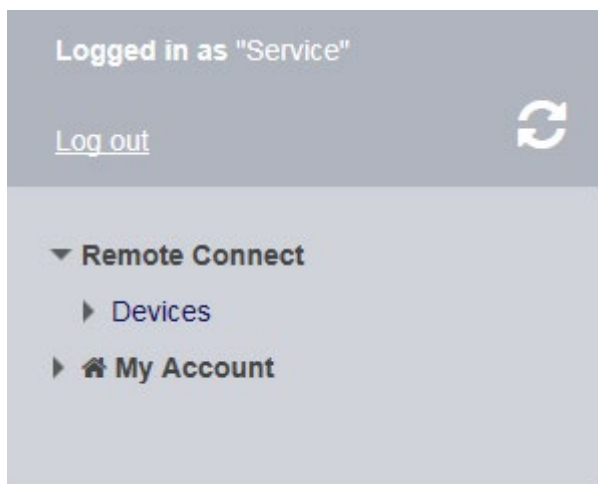 Logged in as "Service"
Log out
Remote Connect
Devices
My Account